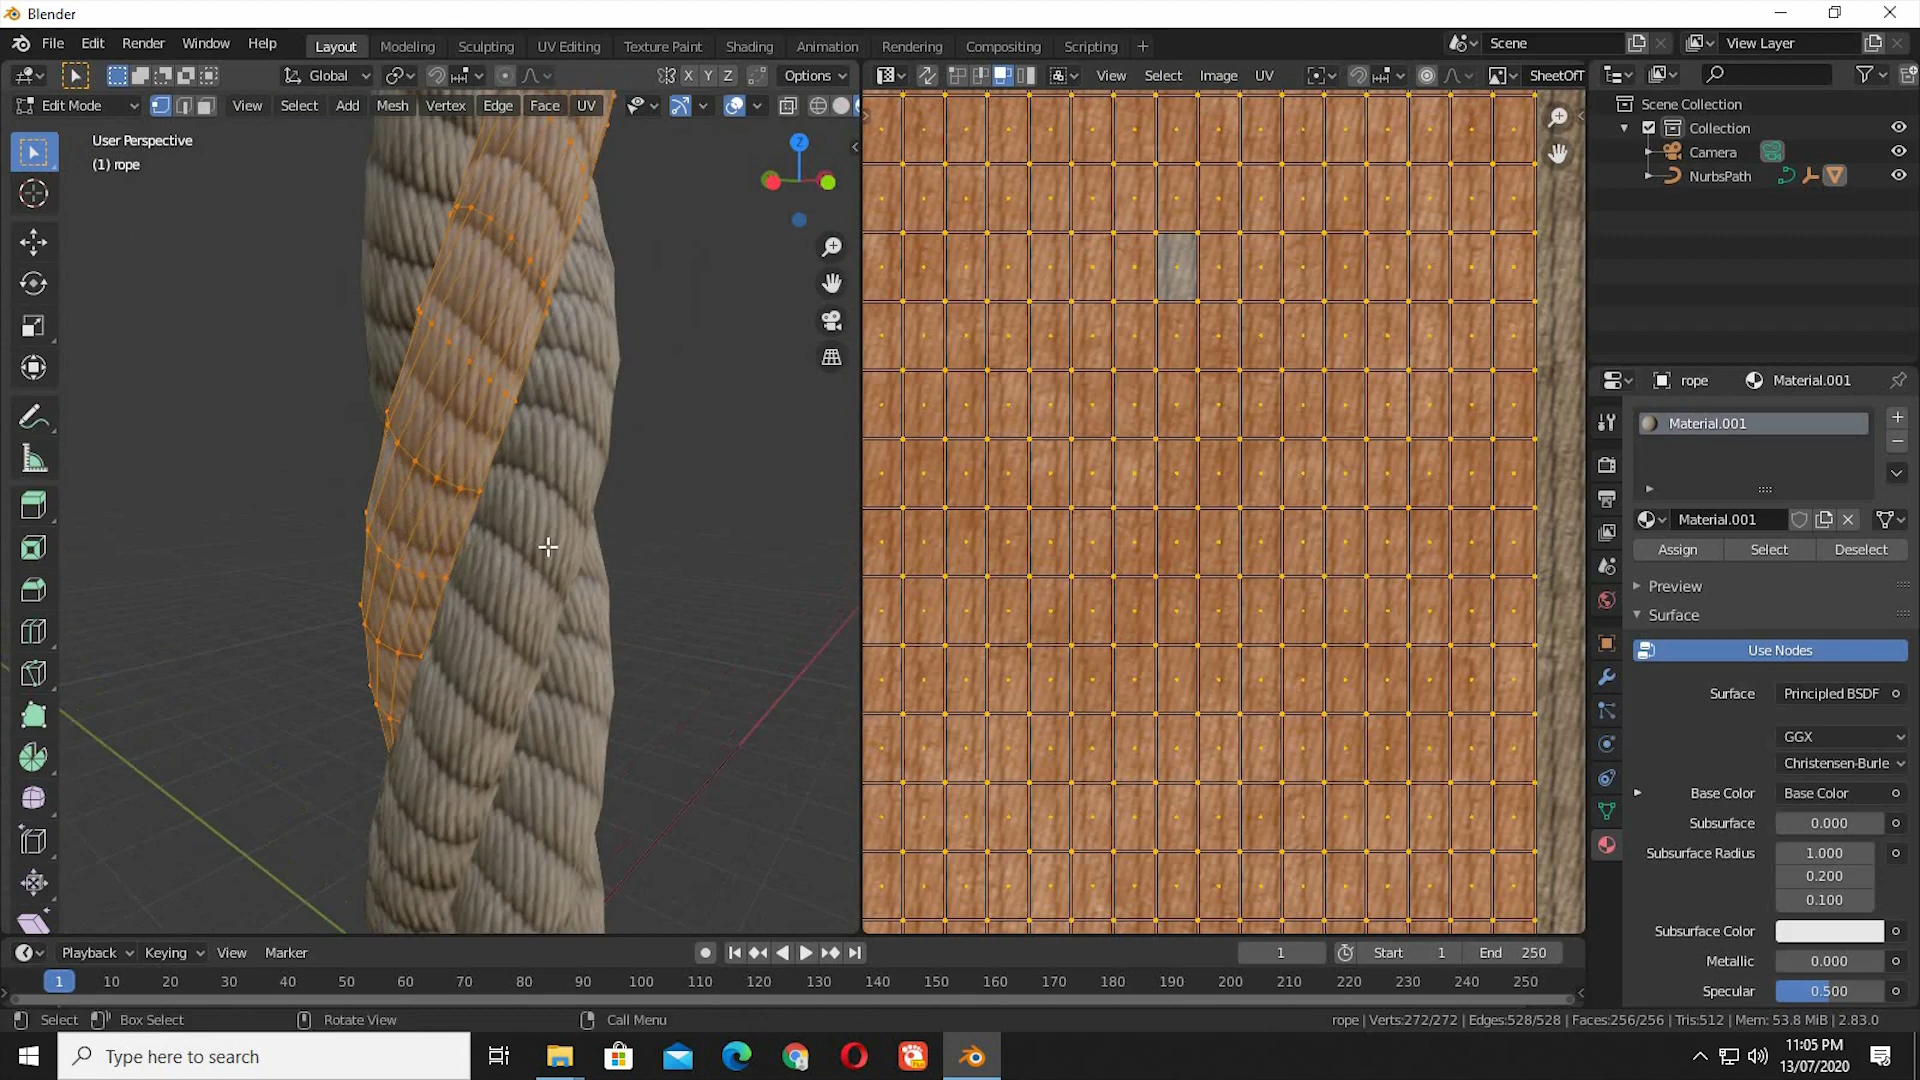 Blender
File Edit Render Window Help Layout Modeling Sculpting UV Editing Texture Paint Shading Animation Rendering Compositing Scripting + Scene View Layer
Global X Y Z Options View Select Image UV SheetOfT
Edit Mode View Select Add Mesh Vertex Edge Face UV
User Perspective
(1) rope
Z
Scene Collection
Collection
Camera
NurbsPath
rope Material.001
Material.001
Material.001
Assign Select Deselect
Preview
Surface
Use Nodes
Surface Principled BSDF
GGX
Christensen-Burle
Base Color Base Color
Subsurface 0.000
Subsurface Radius 1.000
0.200
0.100
Subsurface Color
Metallic 0.000
Specular 0.500
Playback Keying View Marker 1 Start 1 End 250
1 10 20 30 40 50 60 70 80 90 100 110 120 130 140 150 160 170 180 190 200 210 220 230 240 250
Select Box Select Rotate View Call Menu rope | Verts:272/272 | Edges:528/528 | Faces:256/256 | Tris:512 | Mem: 53.8 MiB | 2.83.0
Type here to search
11:05 PM
13/07/2020